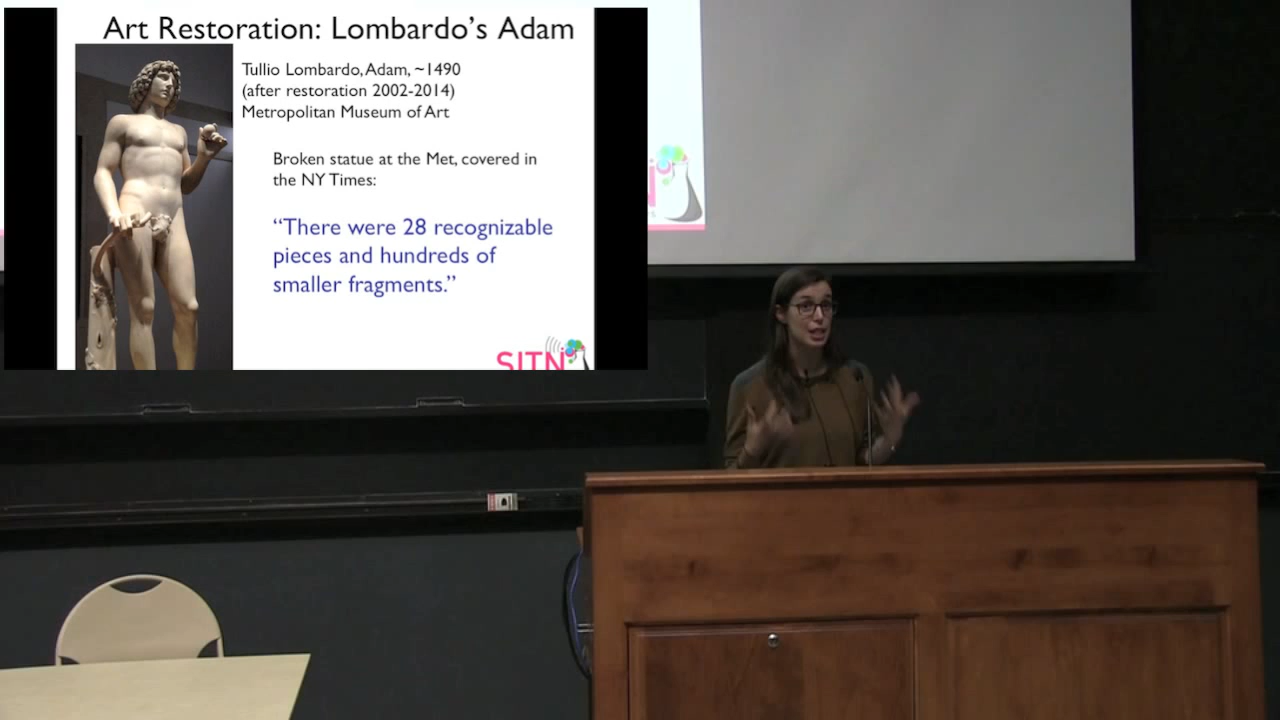 Art Restoration: Lombardo's Adam
Tullio Lombardo, Adam, ~1490
(after restoration 2002-2014)
Metropolitan Museum of Art
Broken statue at the Met, covered in
the NY Times:
“There were 28 recognizable
pieces and hundreds of
smaller fragments.”
SITN